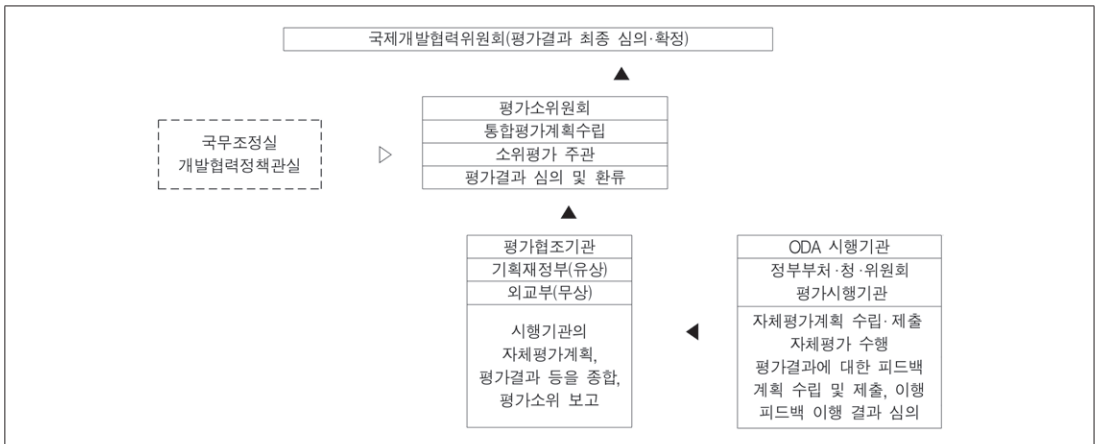 국제개발협력위원회(평가결과 최종 심의·확정)
▲
평가소위원회
통합평가계획수립
소위평가 주관
평가결과 심의 및 환류
국무조정실
개발협력정책관실
▷
▲
평가협조기관
기획재정부(유상)
외교부(무상)
시행기관의
자체평가계획,
평가결과 등을 종합,
평가소위 보고
◀
ODA 시행기관
정부부처·청·위원회
평가시행기관
자체평가계획 수립·제출
자체평가 수행
평가결과에 대한 피드백
계획 수립 및 제출, 이행
피드백 이행 결과 심의